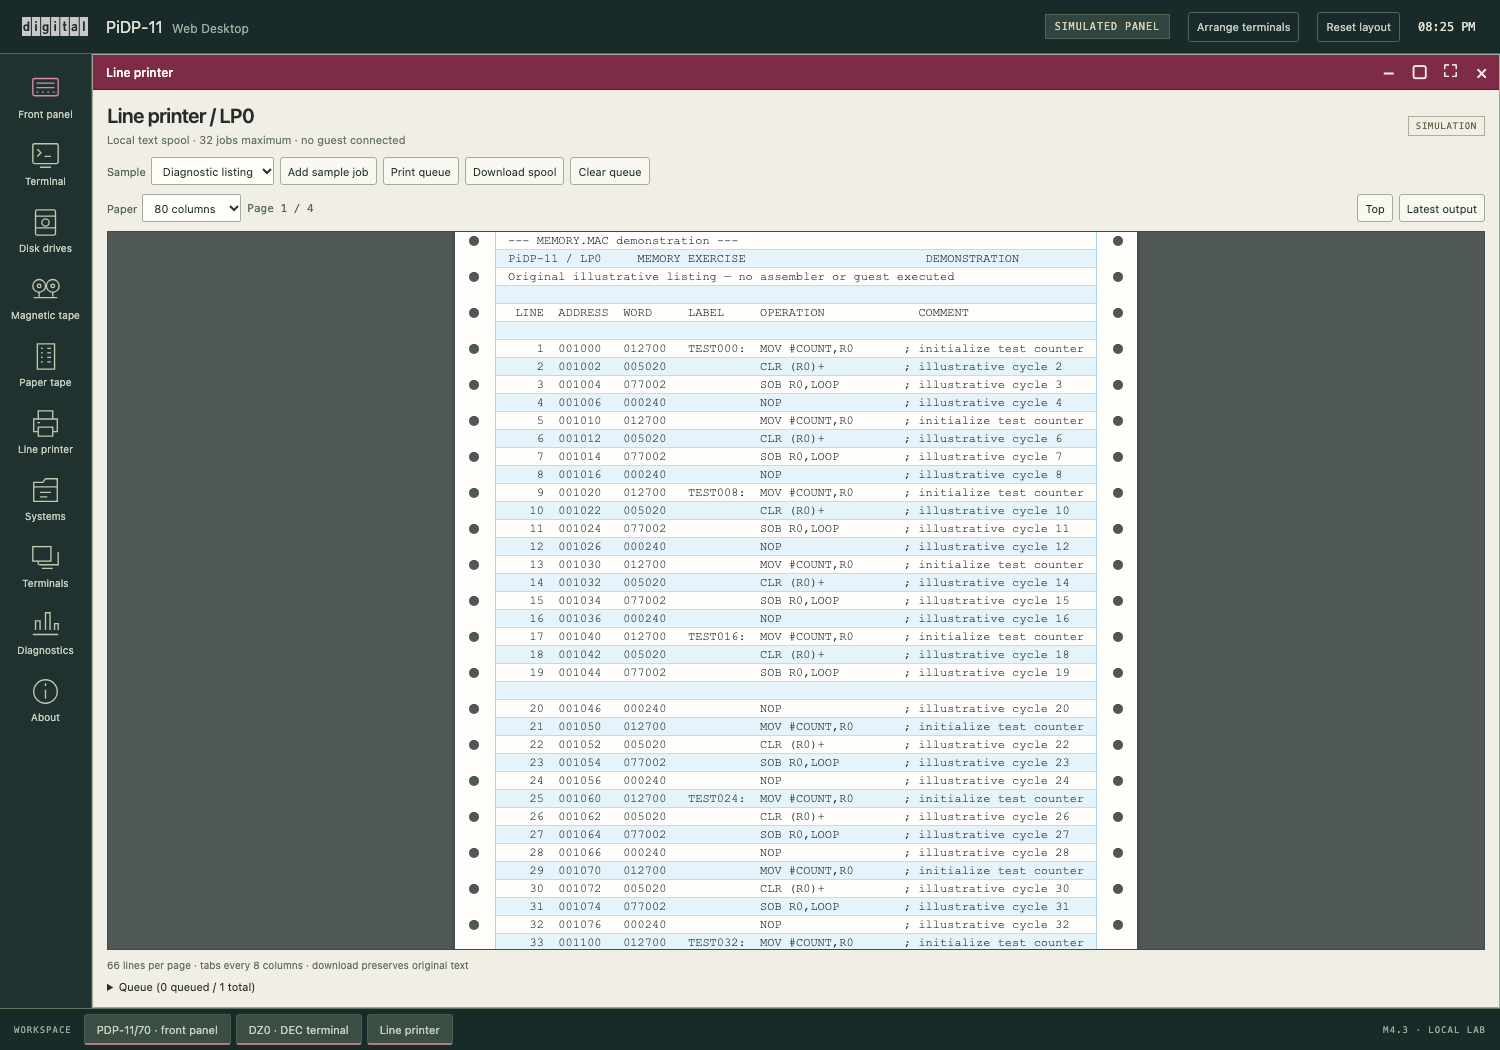 digital PiDP-11 Web Desktop SIMULATED PANEL Arrange terminals Reset layout 08:25 PM
Front panel
Terminal
Disk drives
Magnetic tape
Paper tape
Line printer
Systems
Terminals
Diagnostics
About
Line printer
Line printer / LP0
Local text spool · 32 jobs maximum · no guest connected
SIMULATION
Sample Diagnostic listing Add sample job Print queue Download spool Clear queue
Paper 80 columns Page 1 / 4 Top Latest output
--- MEMORY.MAC demonstration ---
PiDP-11 / LP0 MEMORY EXERCISE DEMONSTRATION
Original illustrative listing — no assembler or guest executed
LINE ADDRESS WORD LABEL OPERATION COMMENT
1 001000 012700 TEST000: MOV #COUNT,R0 ; initialize test counter
2 001002 005020 CLR (R0)+ ; illustrative cycle 2
3 001004 077002 SOB R0,LOOP ; illustrative cycle 3
4 001006 000240 NOP ; illustrative cycle 4
5 001010 012700 MOV #COUNT,R0 ; initialize test counter
6 001012 005020 CLR (R0)+ ; illustrative cycle 6
7 001014 077002 SOB R0,LOOP ; illustrative cycle 7
8 001016 000240 NOP ; illustrative cycle 8
9 001020 012700 TEST008: MOV #COUNT,R0 ; initialize test counter
10 001022 005020 CLR (R0)+ ; illustrative cycle 10
11 001024 077002 SOB R0,LOOP ; illustrative cycle 11
12 001026 000240 NOP ; illustrative cycle 12
13 001030 012700 MOV #COUNT,R0 ; initialize test counter
14 001032 005020 CLR (R0)+ ; illustrative cycle 14
15 001034 077002 SOB R0,LOOP ; illustrative cycle 15
16 001036 000240 NOP ; illustrative cycle 16
17 001040 012700 TEST016: MOV #COUNT,R0 ; initialize test counter
18 001042 005020 CLR (R0)+ ; illustrative cycle 18
19 001044 077002 SOB R0,LOOP ; illustrative cycle 19
20 001046 000240 NOP ; illustrative cycle 20
21 001050 012700 MOV #COUNT,R0 ; initialize test counter
22 001052 005020 CLR (R0)+ ; illustrative cycle 22
23 001054 077002 SOB R0,LOOP ; illustrative cycle 23
24 001056 000240 NOP ; illustrative cycle 24
25 001060 012700 TEST024: MOV #COUNT,R0 ; initialize test counter
26 001062 005020 CLR (R0)+ ; illustrative cycle 26
27 001064 077002 SOB R0,LOOP ; illustrative cycle 27
28 001066 000240 NOP ; illustrative cycle 28
29 001070 012700 MOV #COUNT,R0 ; initialize test counter
30 001072 005020 CLR (R0)+ ; illustrative cycle 30
31 001074 077002 SOB R0,LOOP ; illustrative cycle 31
32 001076 000240 NOP ; illustrative cycle 32
33 001100 012700 TEST032: MOV #COUNT,R0 ; initialize test counter
66 lines per page · tabs every 8 columns · download preserves original text
Queue (0 queued / 1 total)
WORKSPACE PDP-11/70 · front panel DZ0 · DEC terminal Line printer M4.3 · LOCAL LAB